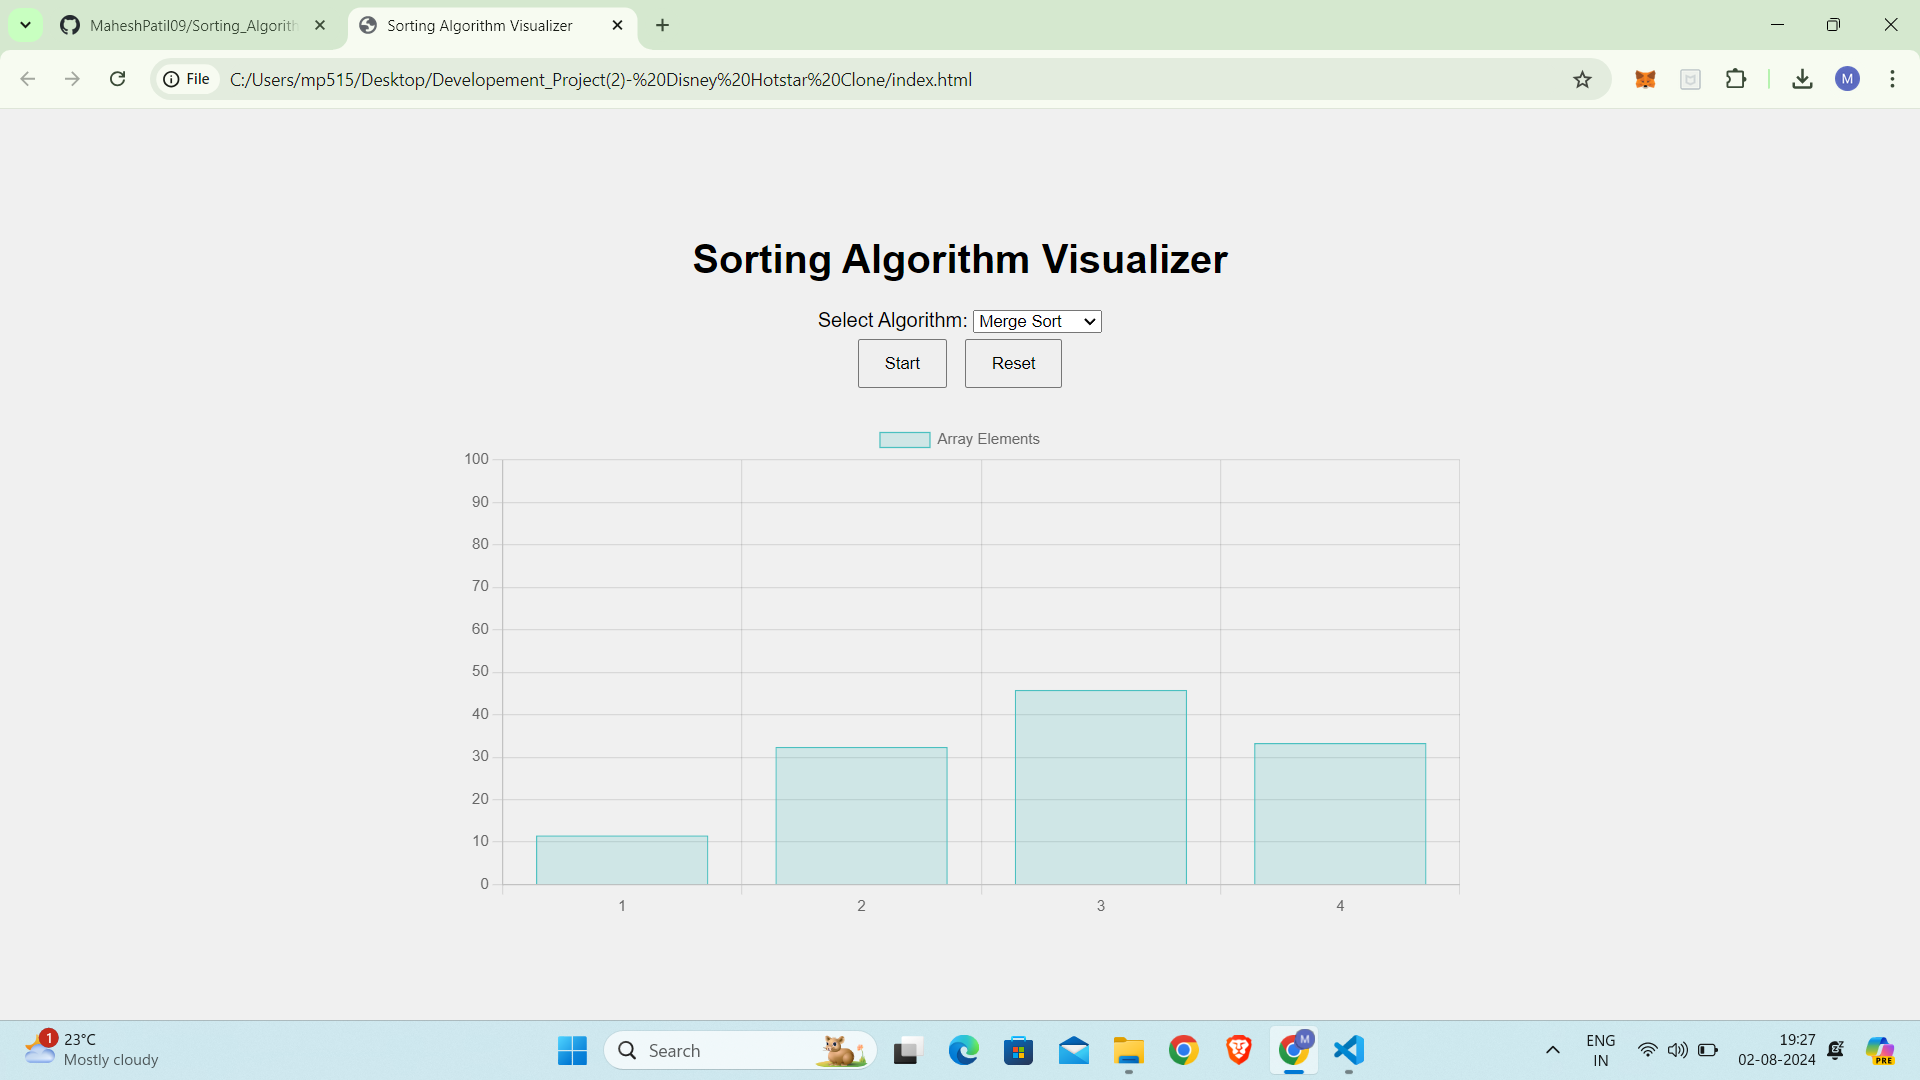 MaheshPatil09/Sorting_Algorith
Sorting Algorithm Visualizer
File
C:/Users/mp515/Desktop/Developement_Project(2)-%20Disney%20Hotstar%20Clone/index.html
M
Sorting Algorithm Visualizer
Select Algorithm: Merge Sort
Start Reset
Array Elements
100
90
80
70
60
50
40
30
20
10
0
1 2 3 4
1
23°C
Mostly cloudy
Search
M
ENG
IN
19:27
02-08-2024
PRE